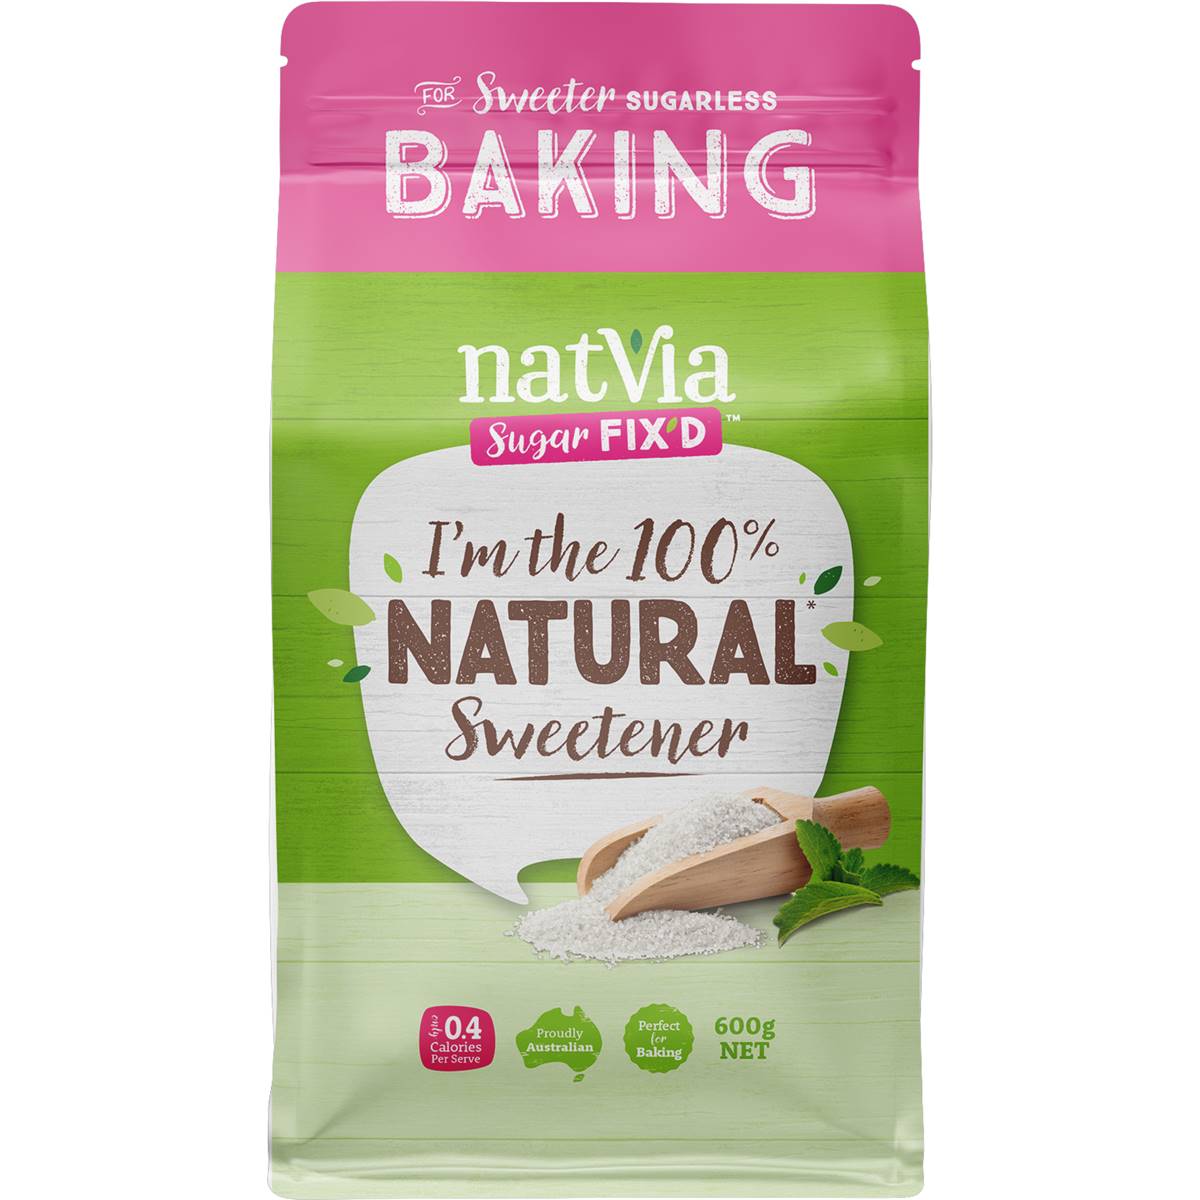 FOR Sweeter SUGARLESS
BAKING
natvia
Sugar FIX'D™
I'm the 100%
NATURAL*
Sweetener
only 0.4
Calories
Per Serve
Proudly
Australian
Perfect
for
Baking
600g
NET